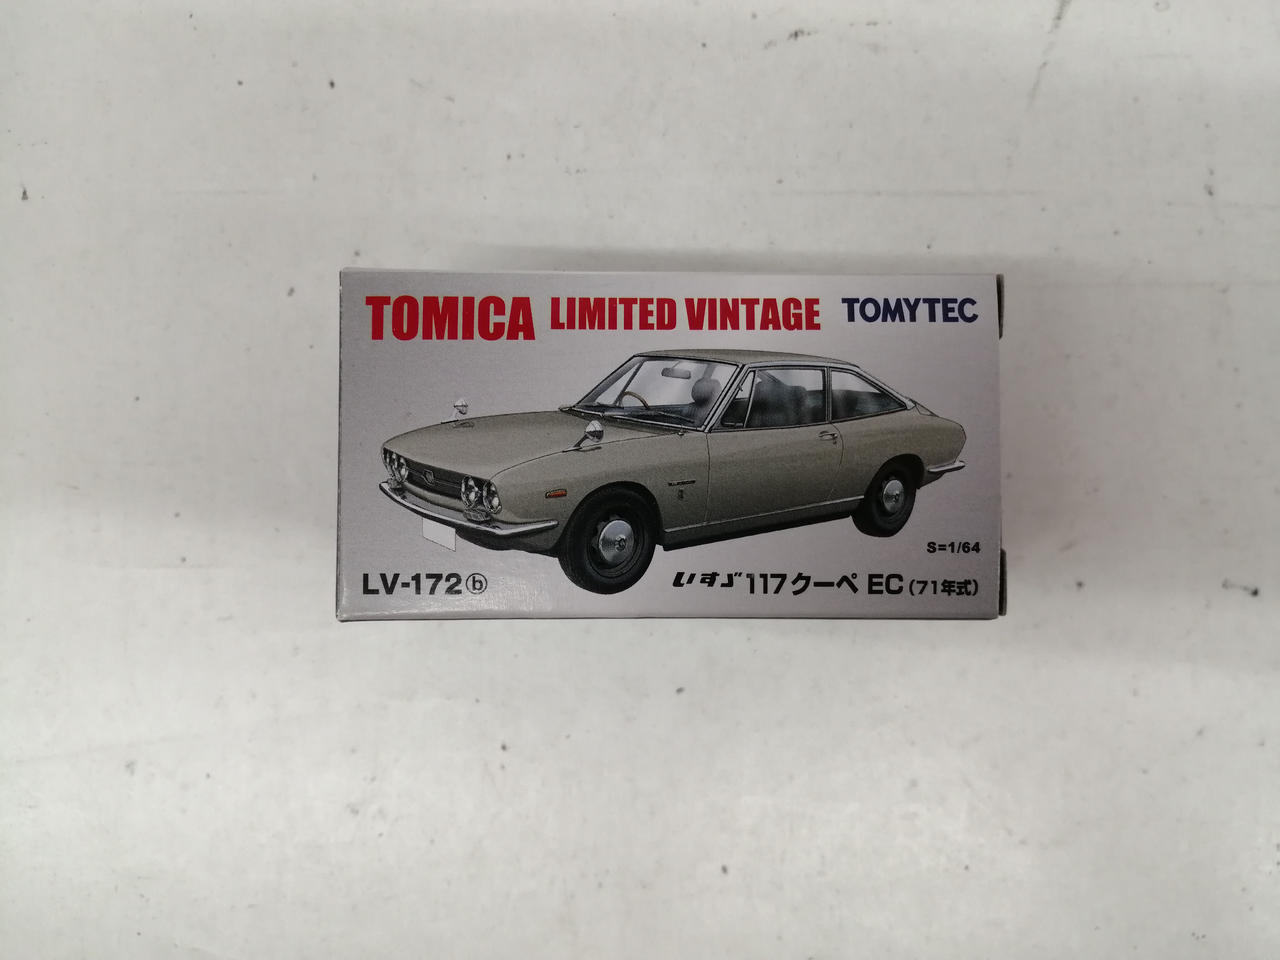 TOMICA LIMITED VINTAGE TOMYTEC
S=1/64
LV-172ⓑ いすゞ117クーペ EC(71年式)